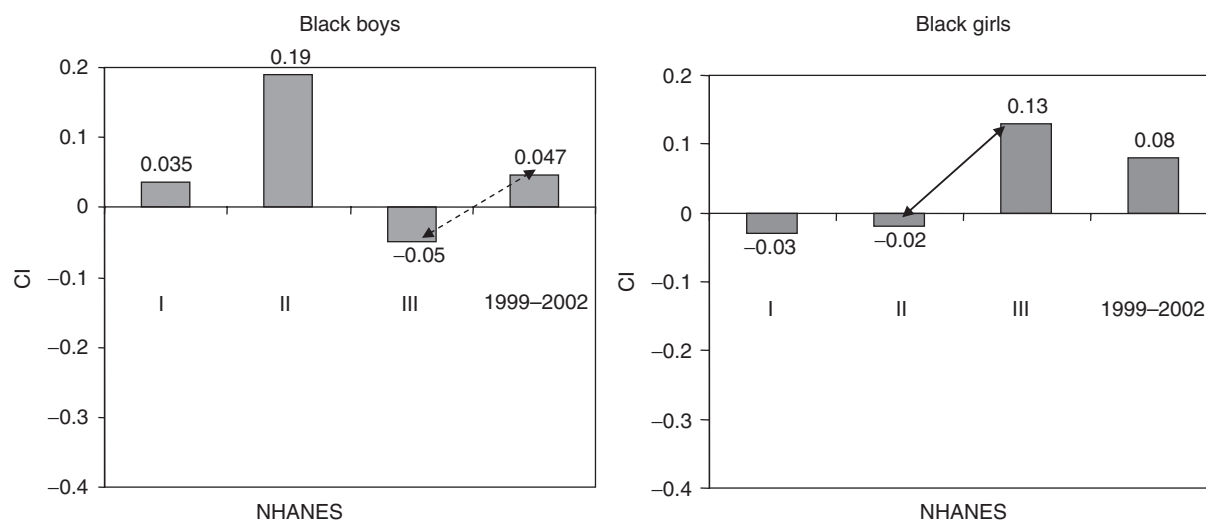 Black boys
0.2
0.1
0
−0.1
−0.2
−0.3
−0.4
CI
0.035
0.19
−0.05
0.047
I
II
III
1999–2002
NHANES
Black girls
0.2
0.1
0
−0.1
−0.2
−0.3
−0.4
CI
−0.03
−0.02
0.13
0.08
I
II
III
1999–2002
NHANES